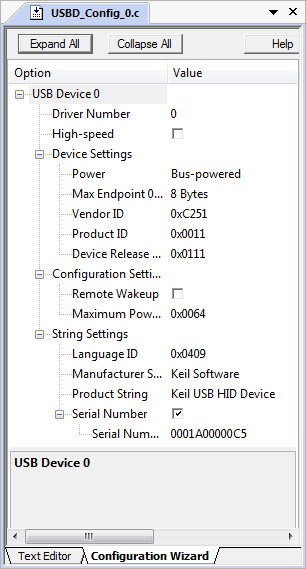 USBD_Config_0.c
Expand All Collapse All Help
Option Value
USB Device 0
Driver Number 0
High-speed
Device Settings
Power Bus-powered
Max Endpoint 0... 8 Bytes
Vendor ID 0xC251
Product ID 0x0011
Device Release ... 0x0111
Configuration Setti...
Remote Wakeup
Maximum Pow... 0x0064
String Settings
Language ID 0x0409
Manufacturer S... Keil Software
Product String Keil USB HID Device
Serial Number
Serial Num... 0001A00000C5
USB Device 0
Text Editor Configuration Wizard